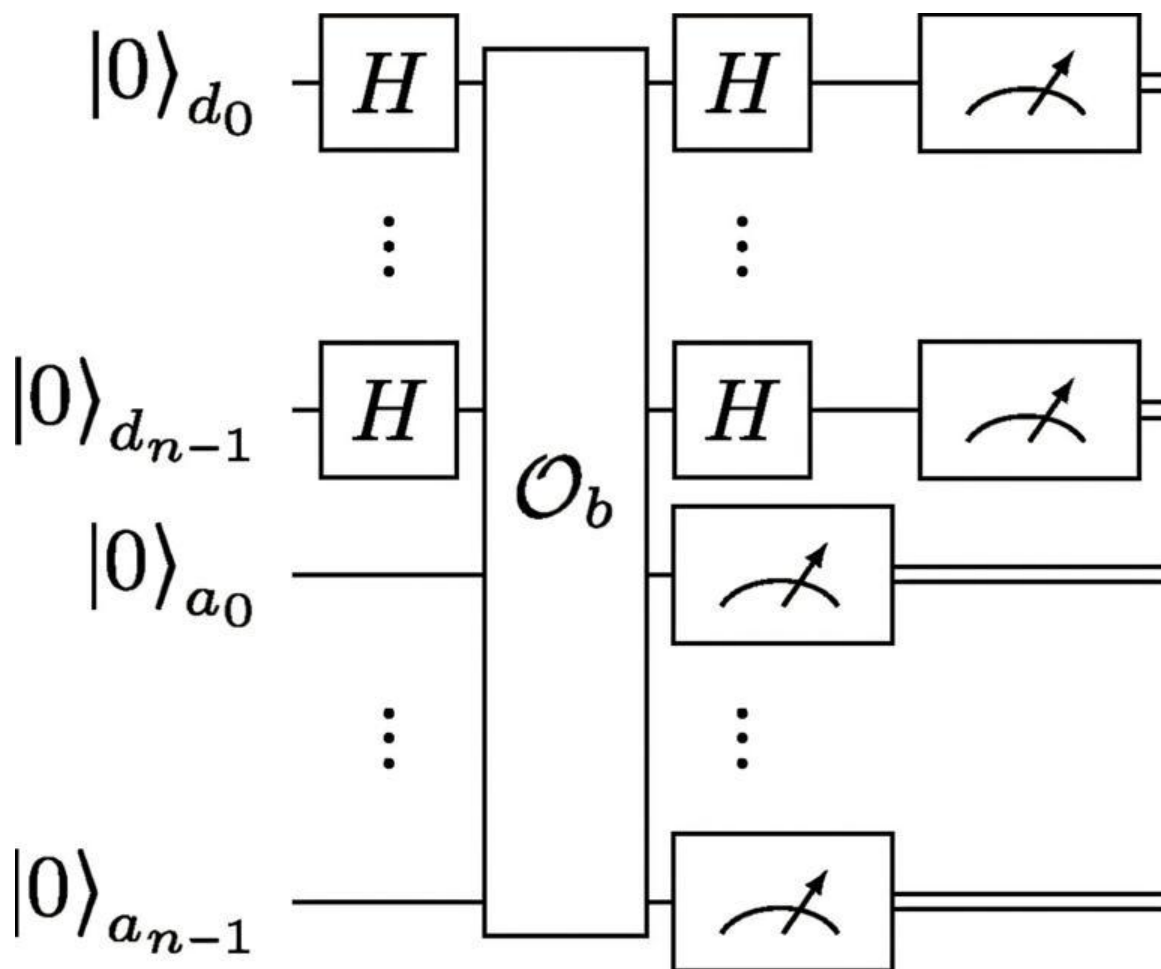 |0⟩_{d_0} H H
|0⟩_{d_{n-1}} H H
𝒪_b
|0⟩_{a_0}
|0⟩_{a_{n-1}}